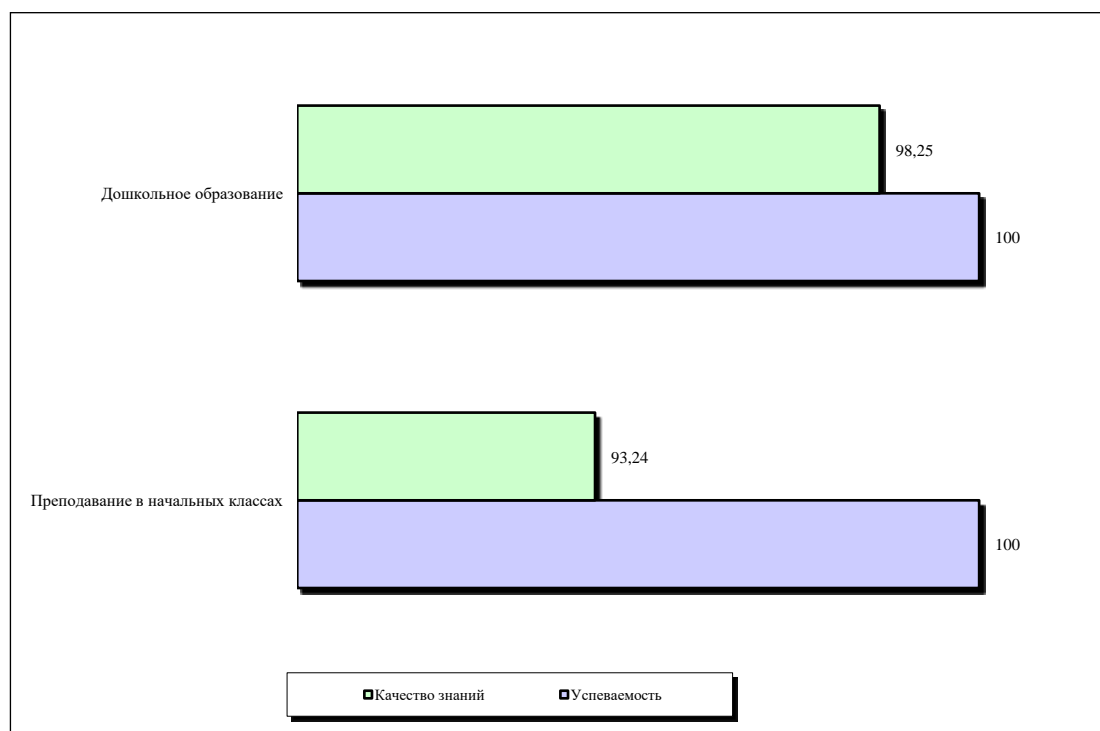 98,25
Дошкольное образование
100
93,24
Преподавание в начальных классах
100
Качество знаний
Успеваемость